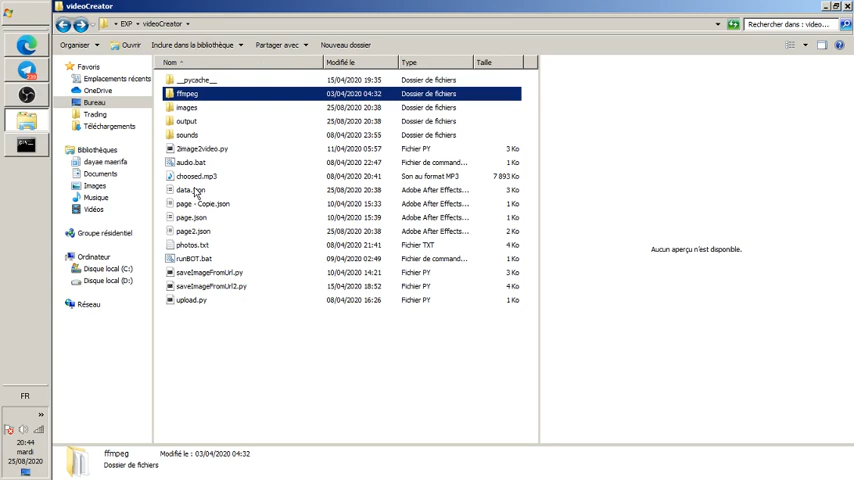 videoCreator
EXP ▸ videoCreator
Rechercher dans : video...
Organiser
Ouvrir
Indure dans la bibliothèque
Partager avec
Nouveau dossier
Nom
Modifié le
Type
Taille
Favoris
Emplacements récents
OneDrive
Bureau
Trading
Téléchargements
Bibliothèques
dayae maerifa
Documents
Images
Musique
Vidéos
Groupe résidentiel
Ordinateur
Disque local (C:)
Disque local (D:)
Réseau
__pycache__ 15/04/2020 19:35 Dossier de fichiers
ffmpeg 03/04/2020 04:32 Dossier de fichiers
images 25/08/2020 20:38 Dossier de fichiers
output 25/08/2020 20:38 Dossier de fichiers
sounds 08/04/2020 23:55 Dossier de fichiers
2image2video.py 11/04/2020 05:57 Fichier PY 3 Ko
audio.bat 08/04/2020 22:47 Fichier de command... 1 Ko
choosed.mp3 08/04/2020 20:41 Son au format MP3 7 893 Ko
data.json 25/08/2020 20:38 Adobe After Effects... 3 Ko
page - Copie.json 10/04/2020 15:33 Adobe After Effects... 1 Ko
page.json 10/04/2020 15:39 Adobe After Effects... 1 Ko
page2.json 25/08/2020 20:38 Adobe After Effects... 2 Ko
photos.txt 08/04/2020 21:41 Fichier TXT 4 Ko
runBOT.bat 09/04/2020 02:49 Fichier de command... 1 Ko
saveImageFromUrl.py 10/04/2020 14:21 Fichier PY 3 Ko
saveImageFromUrl2.py 15/04/2020 18:52 Fichier PY 4 Ko
upload.py 08/04/2020 16:26 Fichier PY 1 Ko
Aucun aperçu n'est disponible.
FR
20:44
mardi
25/08/2020
ffmpeg Modifié le : 03/04/2020 04:32
Dossier de fichiers